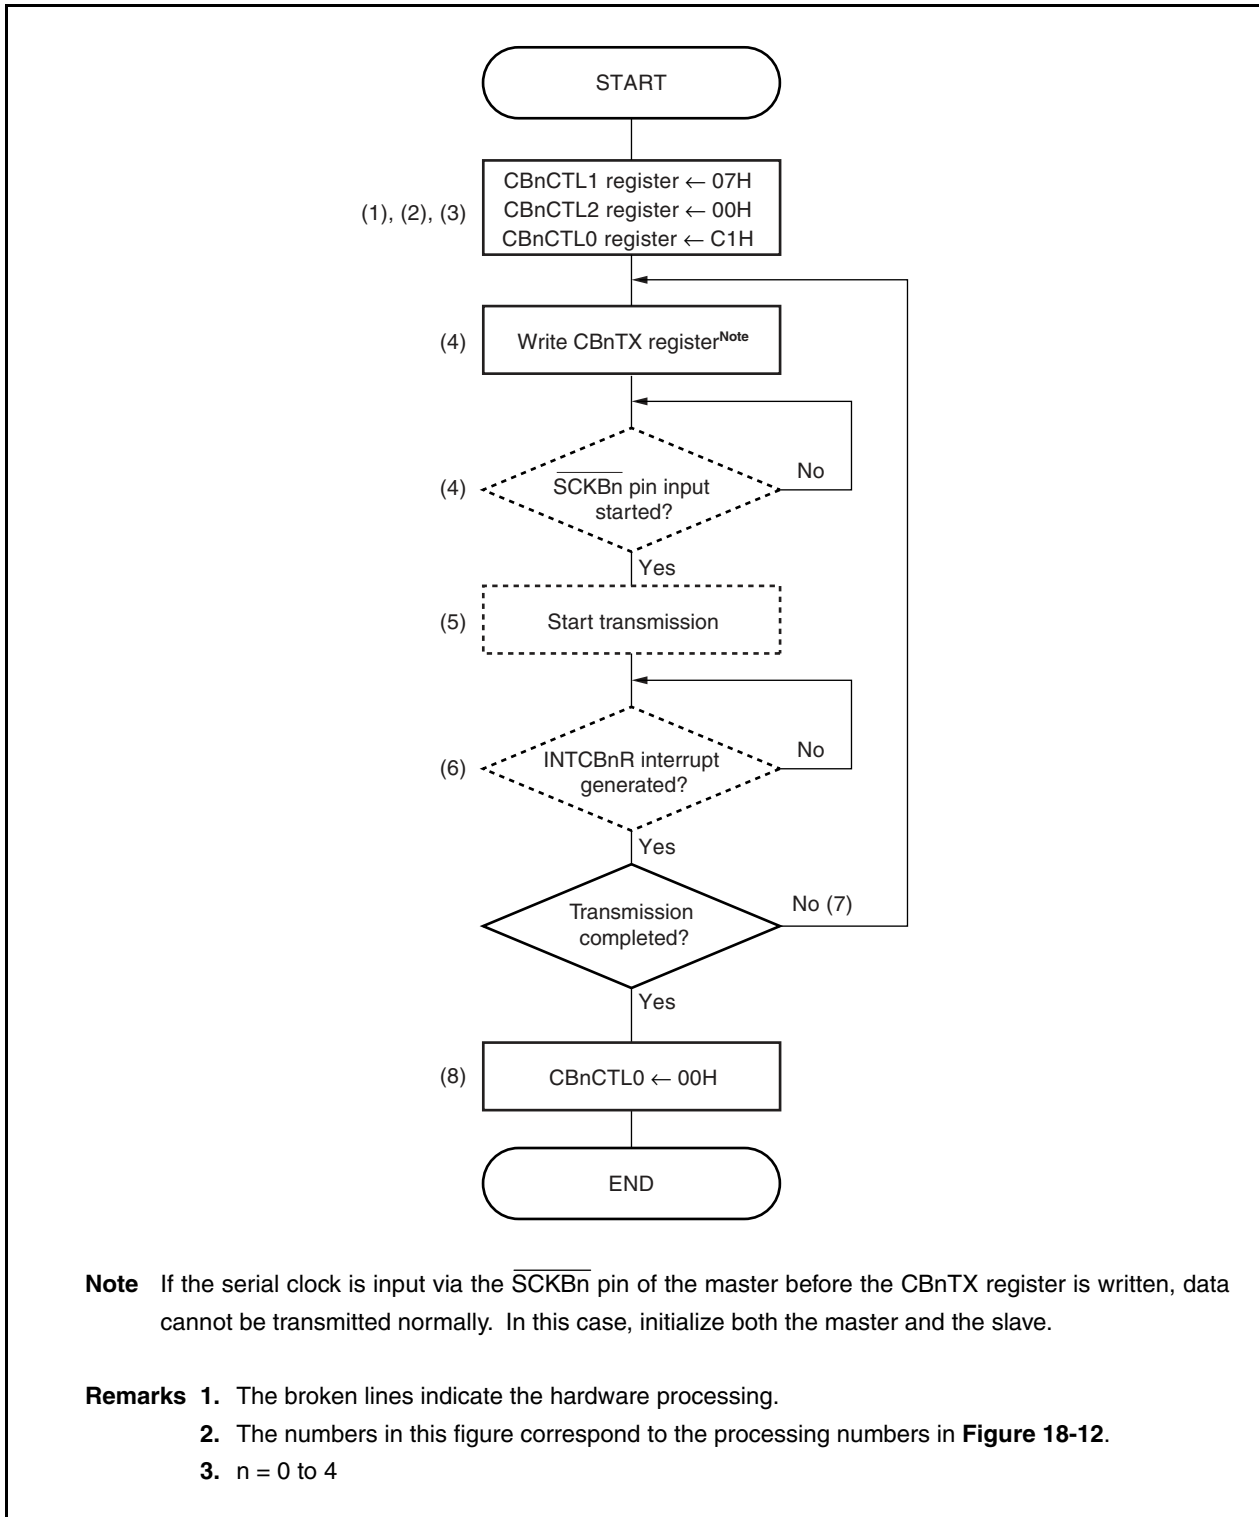 START
(1), (2), (3)
CBnCTL1 register ← 07H
CBnCTL2 register ← 00H
CBnCTL0 register ← C1H
(4)
Write CBnTX register^Note
(4)
S̅C̅K̅B̅n̅ pin input
started?
No
Yes
(5)
Start transmission
(6)
INTCBnR interrupt
generated?
No
Yes
Transmission
completed?
No (7)
Yes
(8)
CBnCTL0 ← 00H
END
Note If the serial clock is input via the S̅C̅K̅B̅n̅ pin of the master before the CBnTX register is written, data
cannot be transmitted normally. In this case, initialize both the master and the slave.
Remarks 1. The broken lines indicate the hardware processing.
2. The numbers in this figure correspond to the processing numbers in Figure 18-12.
3. n = 0 to 4